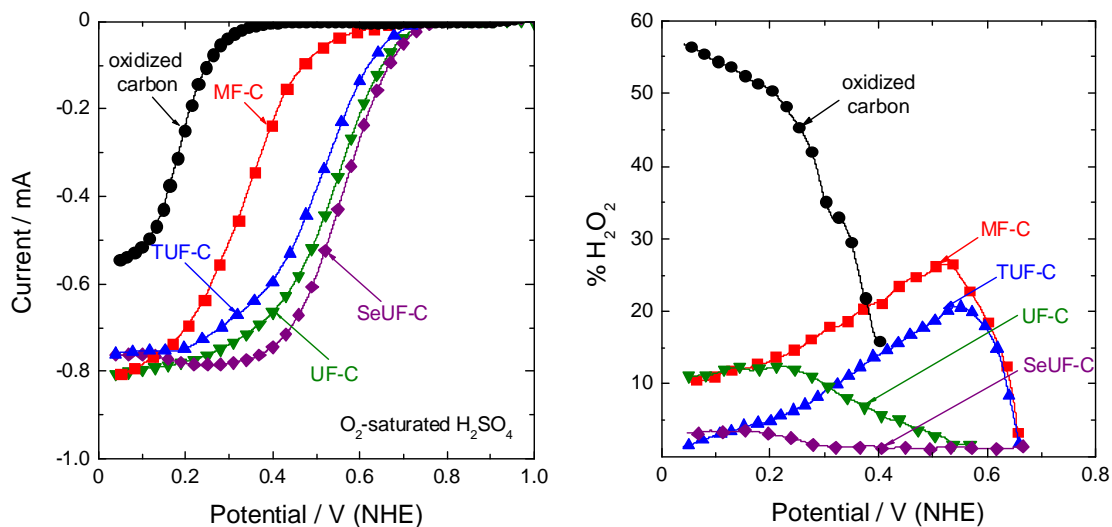 0
-0.2
-0.4
-0.6
-0.8
-1.0
0.0
0.2
0.4
0.6
0.8
1.0
Current / mA
Potential / V (NHE)
oxidized
carbon
MF-C
TUF-C
SeUF-C
UF-C
O₂-saturated H₂SO₄
60
50
40
30
20
10
0.0
0.2
0.4
0.6
0.8
% H₂O₂
Potential / V (NHE)
oxidized
carbon
MF-C
TUF-C
UF-C
SeUF-C